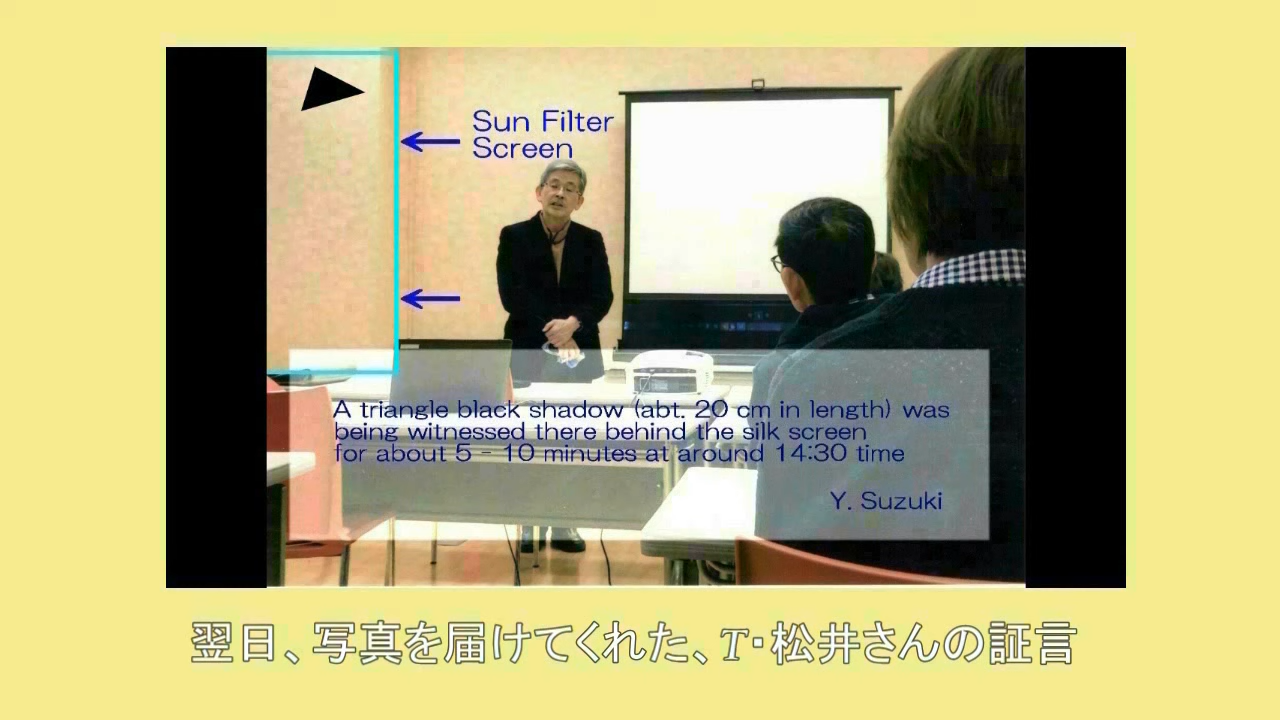 Sun Filter
Screen
A triangle black shadow (abt. 20 cm in length) was
being witnessed there behind the silk screen
for about 5 - 10 minutes at around 14:30 time
Y. Suzuki
翌日、写真を届けてくれた、T・松井さんの証言